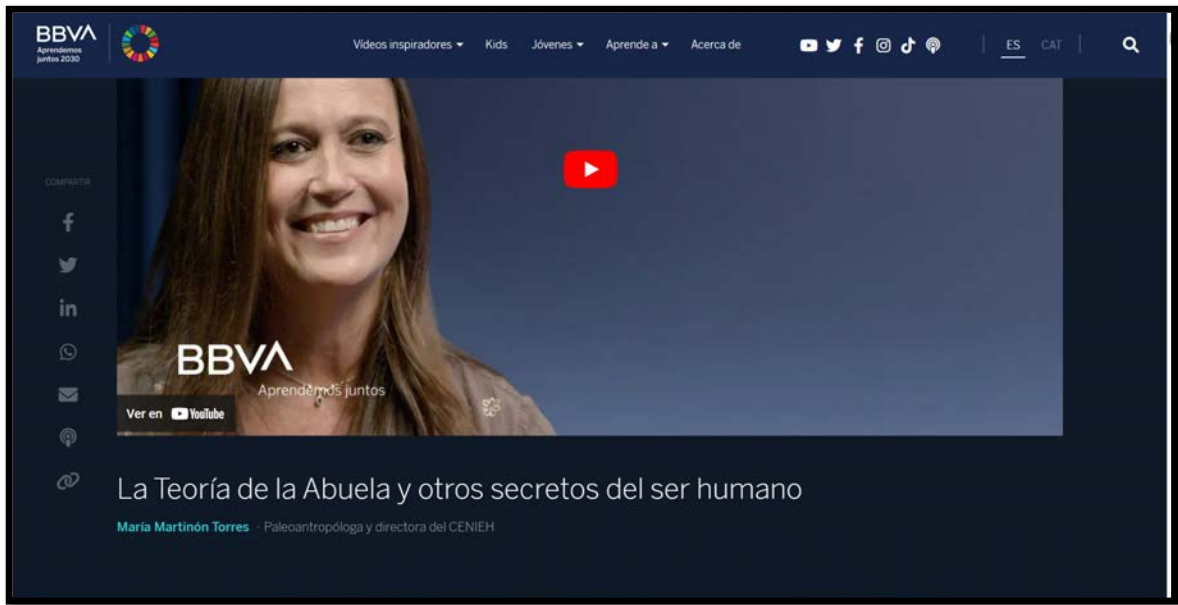 BBVA
Aprendemos
juntos 2030
Vídeos inspiradores Kids Jóvenes Aprende a Acerca de ES CAT
COMPARTIR
BBVA
Aprendemos juntos
Ver en YouTube
La Teoría de la Abuela y otros secretos del ser humano
María Martinón Torres · Paleoantropóloga y directora del CENIEH